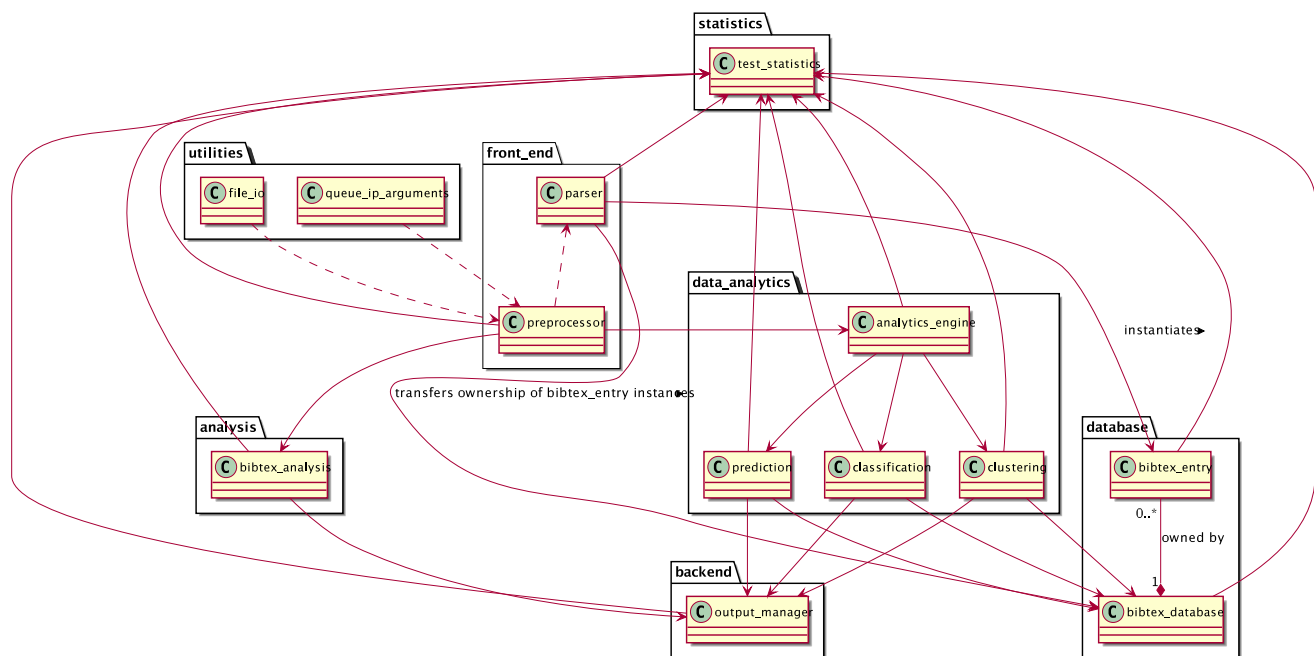 statistics
C test_statistics
utilities
C file_io
C queue_ip_arguments
front_end
C parser
C preprocessor
data_analytics
C analytics_engine
instantiates
transfers ownership of bibtex_entry instances
analysis
C bibtex_analysis
C prediction
C classification
C clustering
database
C bibtex_entry
0..*
owned by
1
C bibtex_database
backend
C output_manager